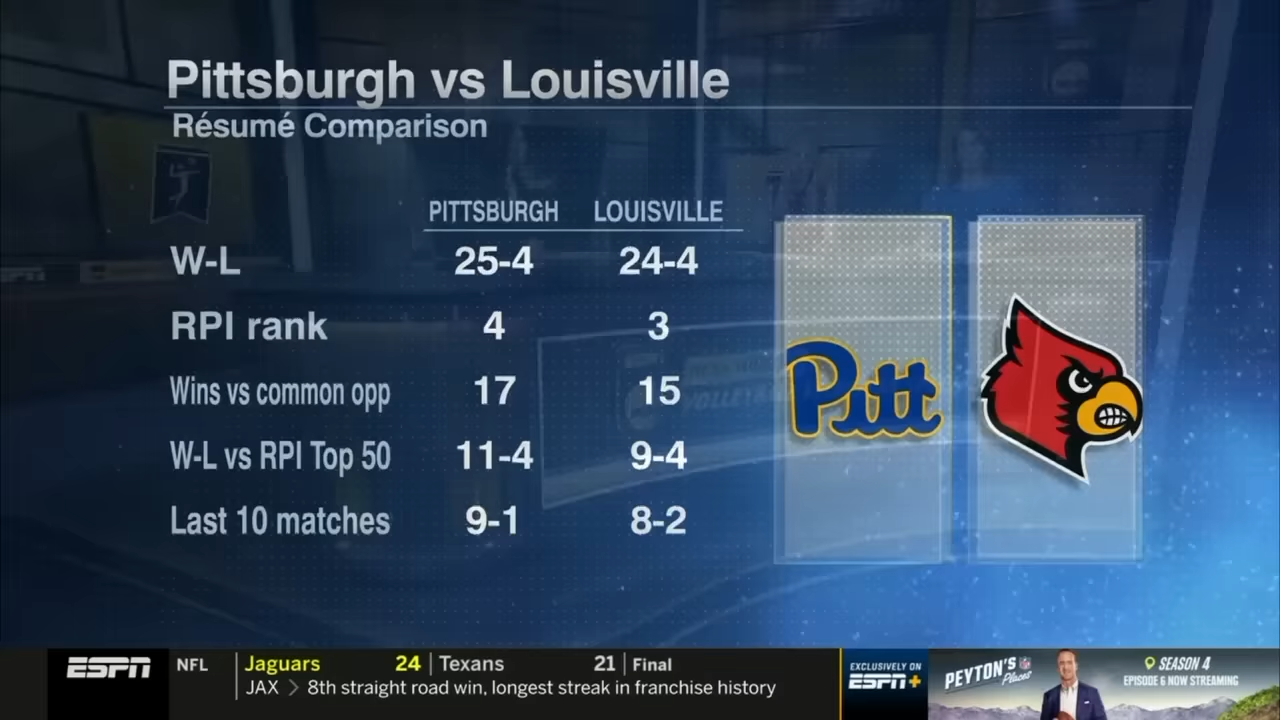 Pittsburgh vs Louisville
Résumé Comparison
PITTSBURGH LOUISVILLE
W-L 25-4 24-4
RPI rank 4 3
Wins vs common opp 17 15
W-L vs RPI Top 50 11-4 9-4
Last 10 matches 9-1 8-2
Pitt
ESPN NFL Jaguars 24 Texans 21 Final
JAX > 8th straight road win, longest streak in franchise history
EXCLUSIVELY ON
ESPN+
PEYTON'S
Places
NFL
SEASON 4
EPISODE 6 NOW STREAMING